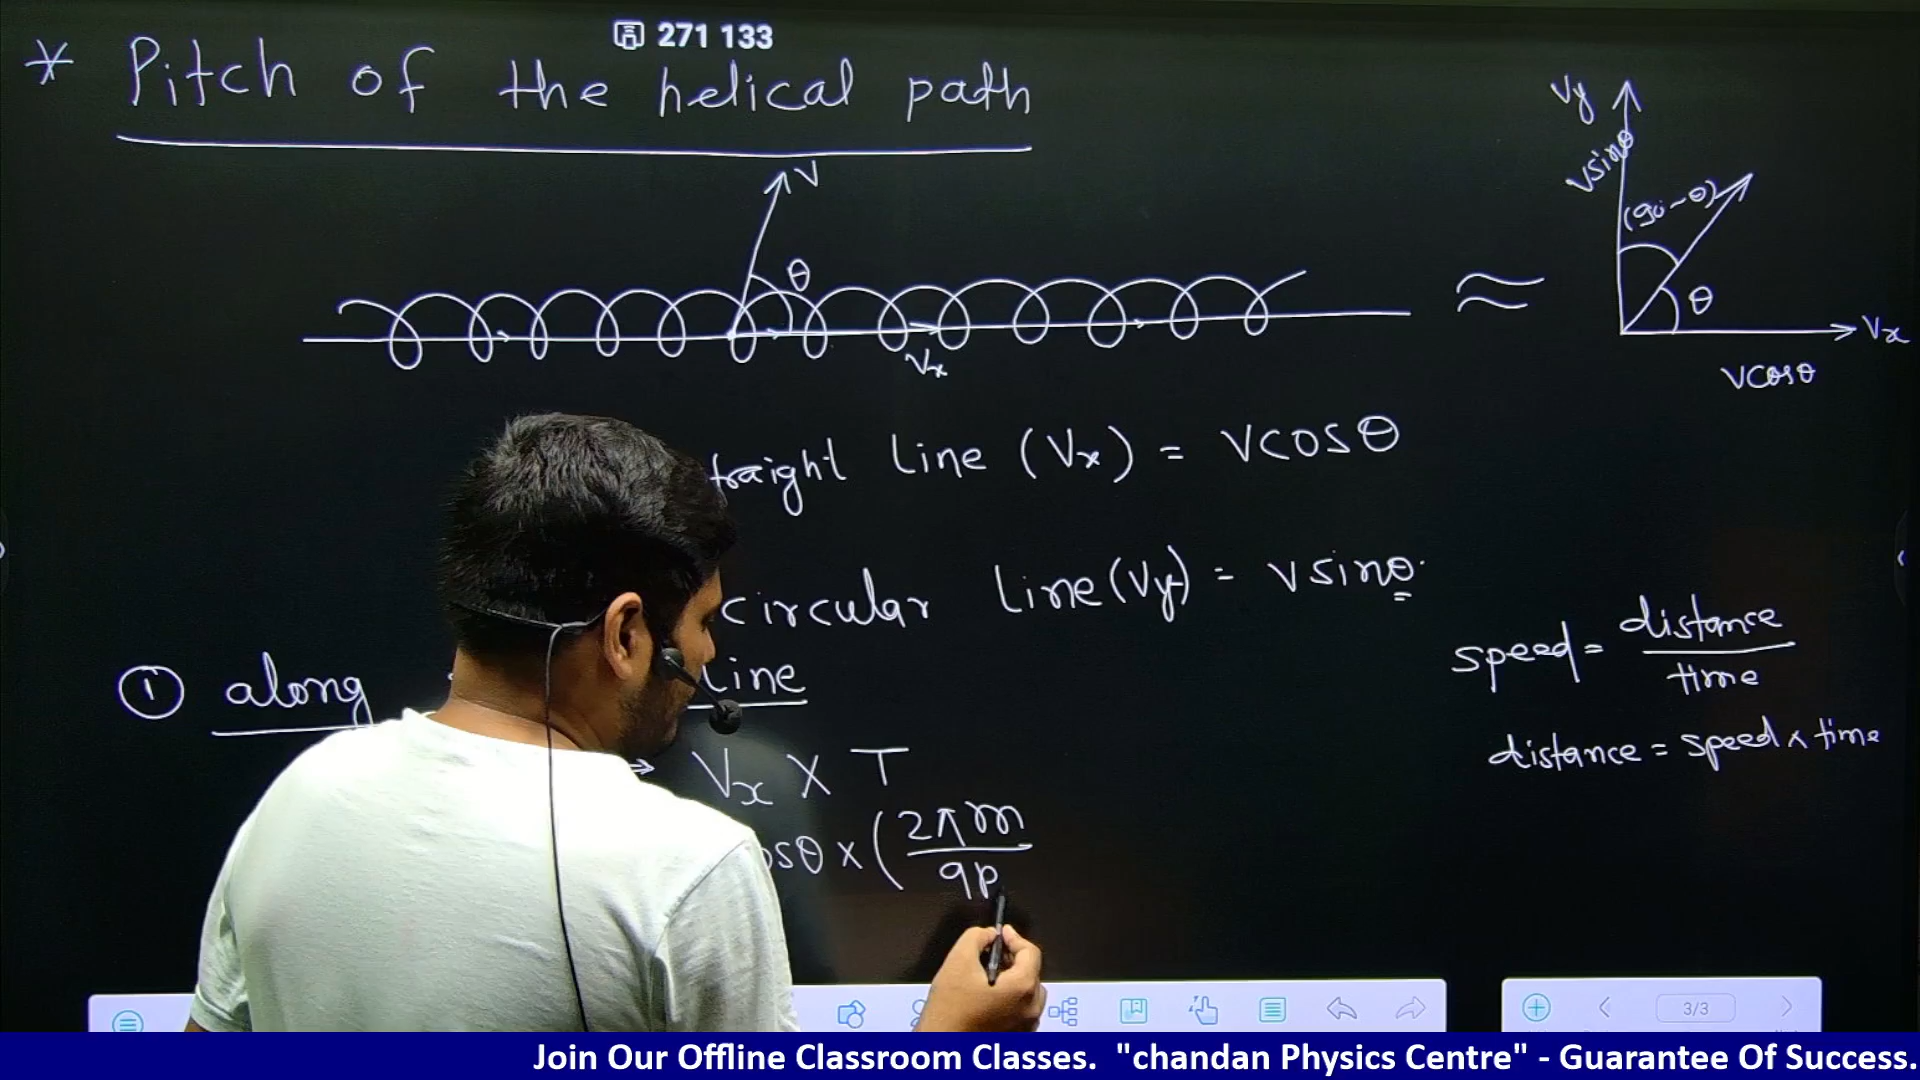 271 133
* Pitch of the helical path
V
θ
Vx
≈
Vy
Vsinθ
(90-θ)
θ
Vx
Vcosθ
traight Line (Vx) = VCOSθ
circular Line (Vy) = Vsinθ
speed = distance / time
① along Line
distance = speed × time
→ Vx × T
osθ × ( 2πm / q
3/3
Join Our Offline Classroom Classes. "chandan Physics Centre" - Guarantee Of Success.